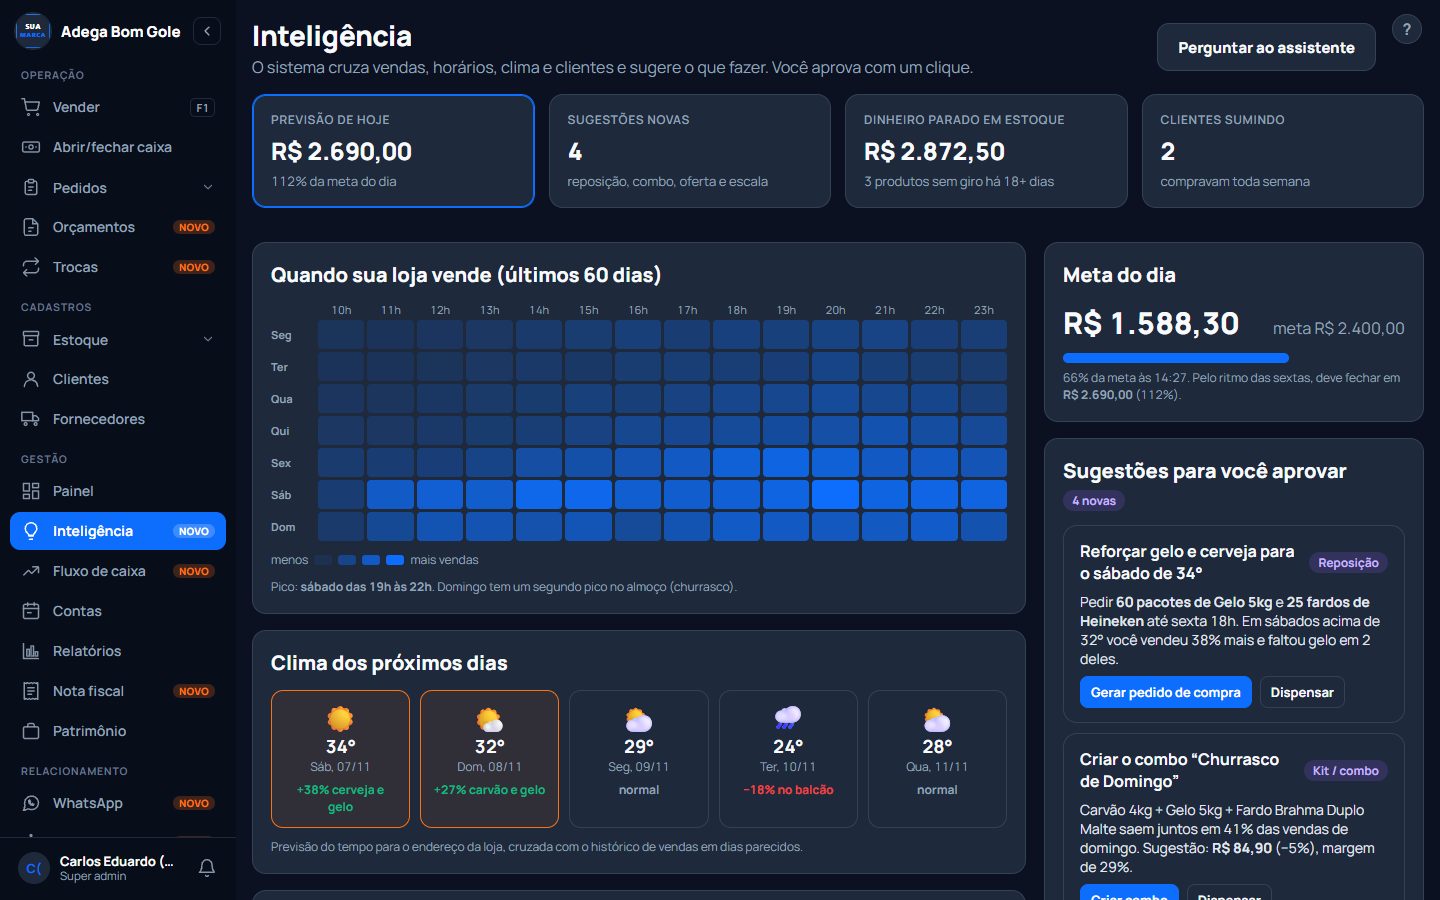 SUA
MARCA
Adega Bom Gole
OPERAÇÃO
Vender
F1
Abrir/fechar caixa
Pedidos
Orçamentos
NOVO
Trocas
NOVO
CADASTROS
Estoque
Clientes
Fornecedores
GESTÃO
Painel
Inteligência
NOVO
Fluxo de caixa
NOVO
Contas
Relatórios
Nota fiscal
NOVO
Patrimônio
RELACIONAMENTO
WhatsApp
NOVO
C(
Carlos Eduardo (...
Super admin
Inteligência
O sistema cruza vendas, horários, clima e clientes e sugere o que fazer. Você aprova com um clique.
Perguntar ao assistente
?
PREVISÃO DE HOJE
R$ 2.690,00
112% da meta do dia
SUGESTÕES NOVAS
4
reposição, combo, oferta e escala
DINHEIRO PARADO EM ESTOQUE
R$ 2.872,50
3 produtos sem giro há 18+ dias
CLIENTES SUMINDO
2
compravam toda semana
Quando sua loja vende (últimos 60 dias)
10h 11h 12h 13h 14h 15h 16h 17h 18h 19h 20h 21h 22h 23h
Seg
Ter
Qua
Qui
Sex
Sáb
Dom
menos mais vendas
Pico: sábado das 19h às 22h. Domingo tem um segundo pico no almoço (churrasco).
Clima dos próximos dias
34°
Sáb, 07/11
+38% cerveja e
gelo
32°
Dom, 08/11
+27% carvão e gelo
29°
Seg, 09/11
normal
24°
Ter, 10/11
−18% no balcão
28°
Qua, 11/11
normal
Previsão do tempo para o endereço da loja, cruzada com o histórico de vendas em dias parecidos.
Meta do dia
R$ 1.588,30
meta R$ 2.400,00
66% da meta às 14:27. Pelo ritmo das sextas, deve fechar em
R$ 2.690,00 (112%).
Sugestões para você aprovar
4 novas
Reforçar gelo e cerveja para
o sábado de 34°
Reposição
Pedir 60 pacotes de Gelo 5kg e 25 fardos de
Heineken até sexta 18h. Em sábados acima de
32° você vendeu 38% mais e faltou gelo em 2
deles.
Gerar pedido de compra
Dispensar
Criar o combo “Churrasco
de Domingo”
Kit / combo
Carvão 4kg + Gelo 5kg + Fardo Brahma Duplo
Malte saem juntos em 41% das vendas de
domingo. Sugestão: R$ 84,90 (−5%), margem
de 29%.
Criar combo
Dispensar